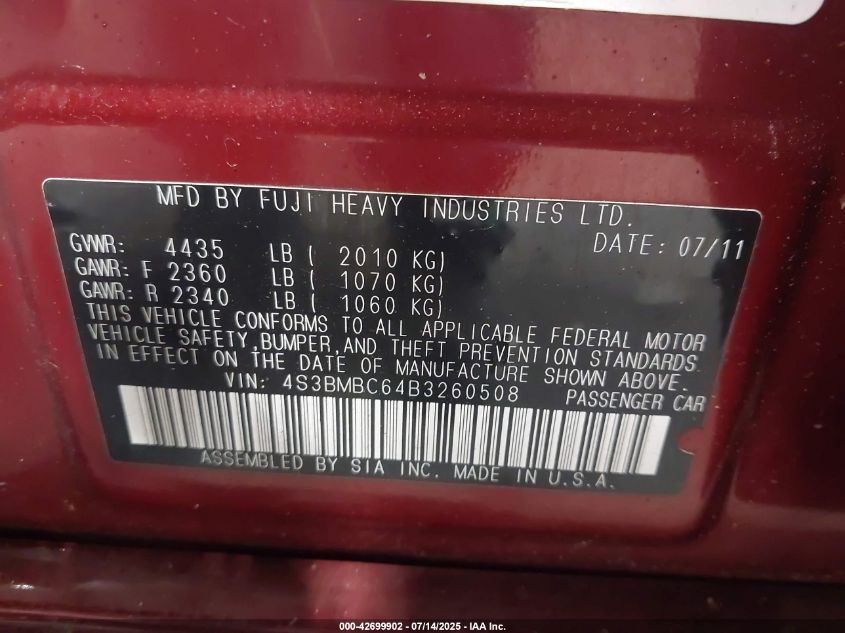 MFD BY FUJI HEAVY INDUSTRIES LTD.
DATE: 07/11
GVWR: 4435 LB ( 2010 KG)
GAWR: F 2360 LB ( 1070 KG)
GAWR: R 2340 LB ( 1060 KG)
THIS VEHICLE CONFORMS TO ALL APPLICABLE FEDERAL MOTOR
VEHICLE SAFETY, BUMPER, AND THEFT PREVENTION STANDARDS
IN EFFECT ON THE DATE OF MANUFACTURE SHOWN ABOVE.
VIN: 4S3BMBC64B3260508 PASSENGER CAR
ASSEMBLED BY SIA INC. MADE IN U.S.A.
000-42699902 - 07/14/2025 - IAA Inc.